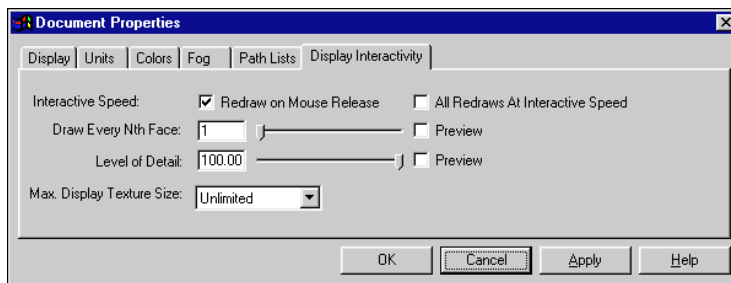 Document Properties
Display Units Colors Fog Path Lists Display Interactivity
Interactive Speed: Redraw on Mouse Release All Redraws At Interactive Speed
Draw Every Nth Face: 1 Preview
Level of Detail: 100.00 Preview
Max. Display Texture Size: Unlimited
OK Cancel Apply Help